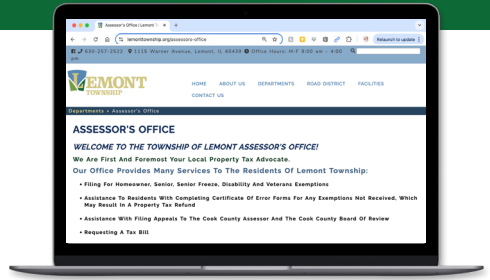 Assessor's Office | Lemont T
lemonttownship.org/assessors-office
Relaunch to update
630-257-2522 1115 Warner Avenue, Lemont, IL 60439 Office Hours: M-F 8:00 am - 4:00
pm
LEMONT
TOWNSHIP
HOME ABOUT US DEPARTMENTS ROAD DISTRICT FACILITIES
CONTACT US
Departments » Assessor's Office
ASSESSOR'S OFFICE
WELCOME TO THE TOWNSHIP OF LEMONT ASSESSOR'S OFFICE!
We Are First And Foremost Your Local Property Tax Advocate.
Our Office Provides Many Services To The Residents Of Lemont Township:
• Filing For Homeowner, Senior, Senior Freeze, Disability And Veterans Exemptions
• Assistance To Residents With Completing Certificate Of Error Forms For Any Exemptions Not Received, Which
May Result In A Property Tax Refund
• Assistance With Filing Appeals To The Cook County Assessor And The Cook County Board Of Review
• Requesting A Tax Bill